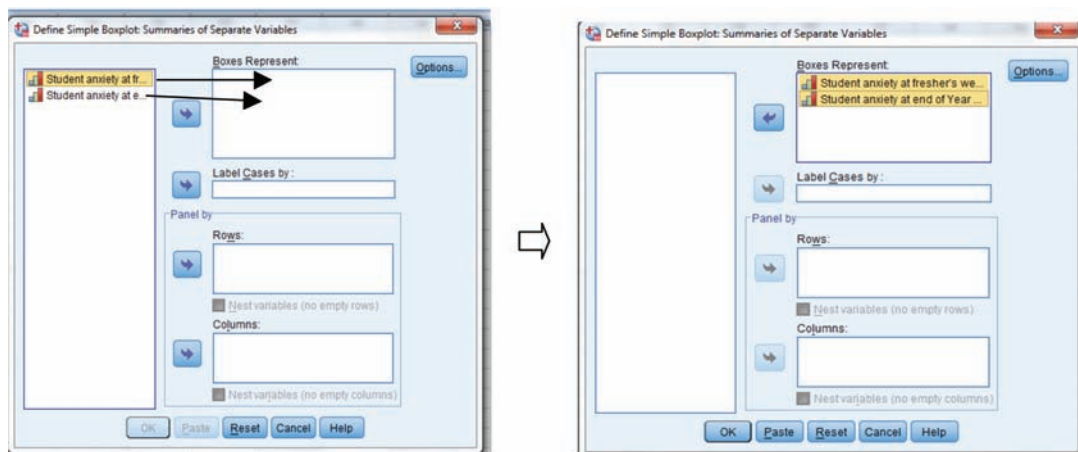 Define Simple Boxplot: Summaries of Separate Variables
Student anxiety at fr...
Student anxiety at e...
Boxes Represent:
Options...
Label Cases by :
Panel by
Rows:
Nest variables (no empty rows)
Columns:
Nest variables (no empty columns)
OK Paste Reset Cancel Help
Define Simple Boxplot: Summaries of Separate Variables
Boxes Represent:
Student anxiety at fresher's we...
Student anxiety at end of Year ...
Options...
Label Cases by :
Panel by
Rows:
Nest variables (no empty rows)
Columns:
Nest variables (no empty columns)
OK Paste Reset Cancel Help